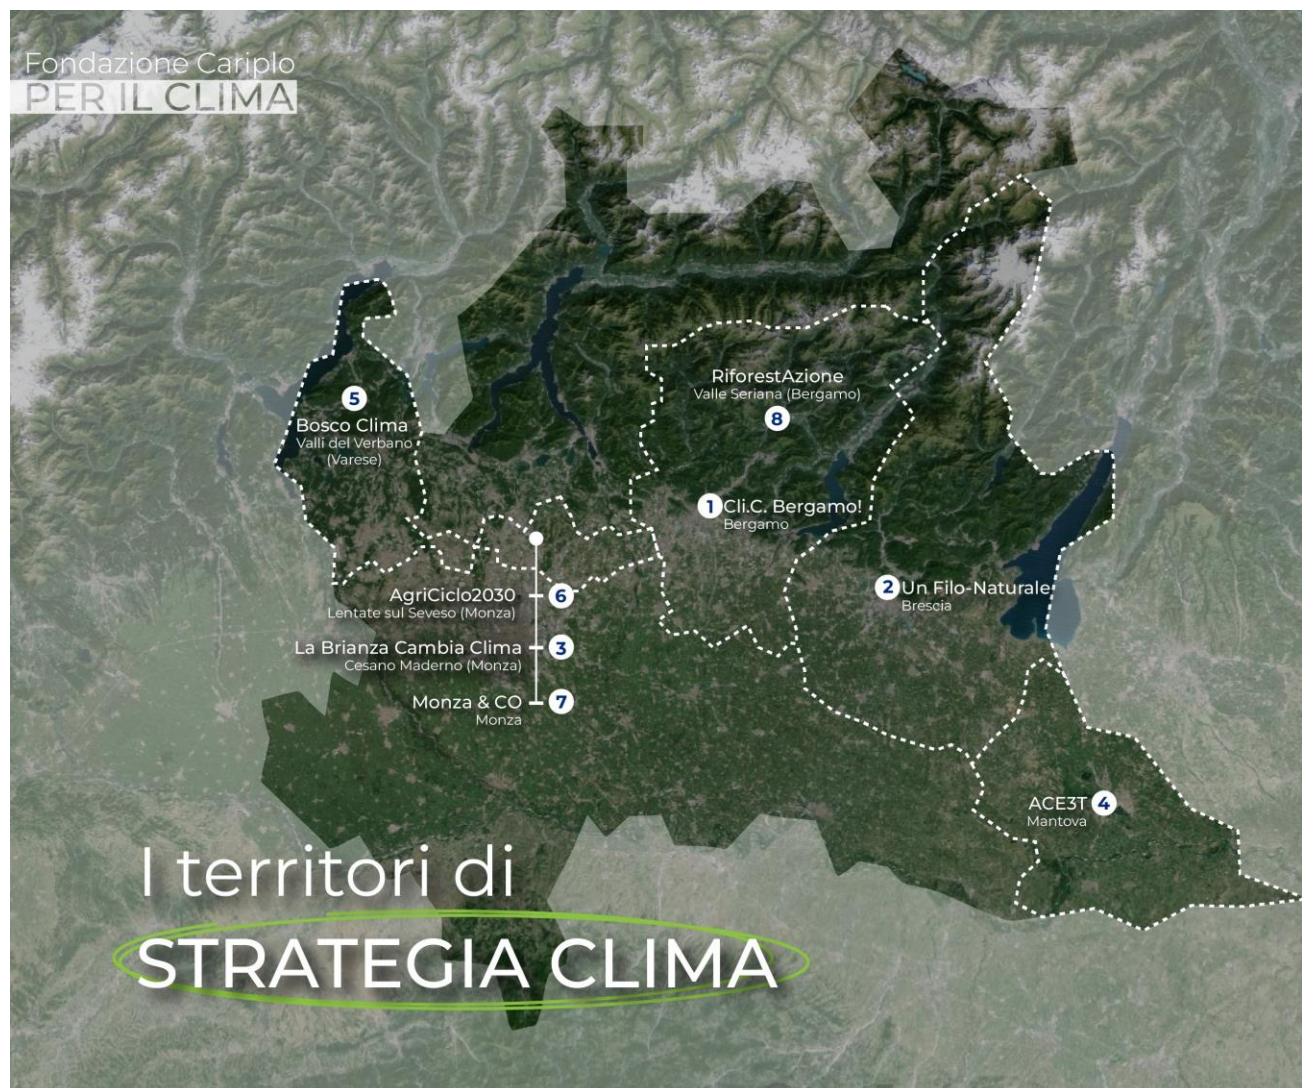 Fondazione Cariplo
PER IL CLIMA
RiforestAzione
Valle Seriana (Bergamo)
8
5
Bosco Clima
Valli del Verbano
(Varese)
1 Cli.C. Bergamo!
Bergamo
2 Un Filo-Naturale
Brescia
AgriCiclo2030 6
Lentate sul Seveso (Monza)
La Brianza Cambia Clima 3
Cesano Maderno (Monza)
Monza & CO 7
Monza
ACE3T 4
Mantova
I territori di
STRATEGIA CLIMA